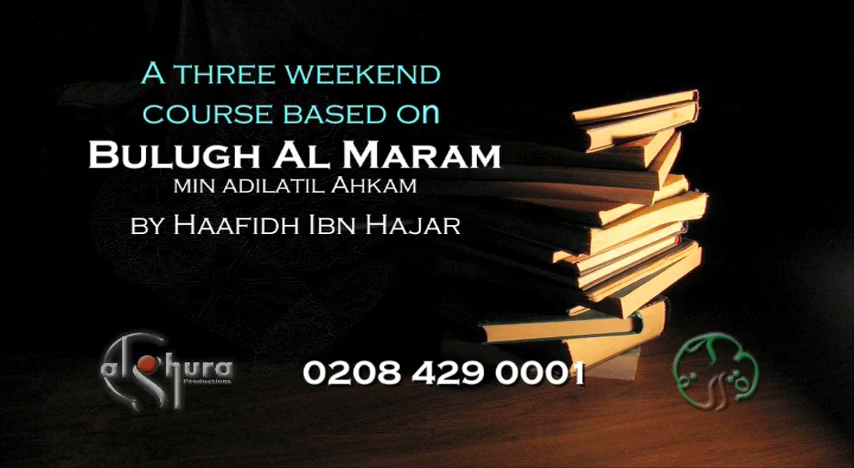 A THREE WEEKEND
COURSE BASED On
BULUGH AL MARAM
MIN ADILATIL AHKAM
BY HAAFIDH IBN HAJAR
alShura
Productions
0208 429 0001